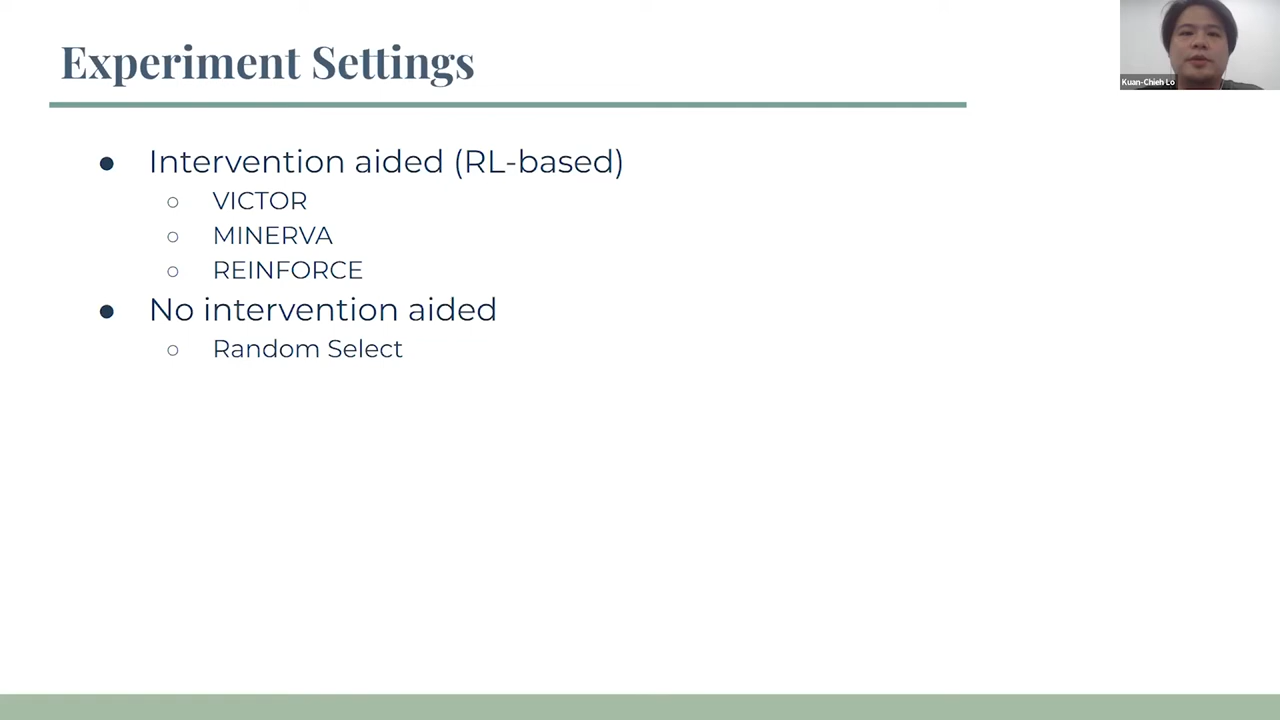 Experiment Settings
Kuan-Chieh Lo
● Intervention aided (RL-based)
○ VICTOR
○ MINERVA
○ REINFORCE
● No intervention aided
○ Random Select